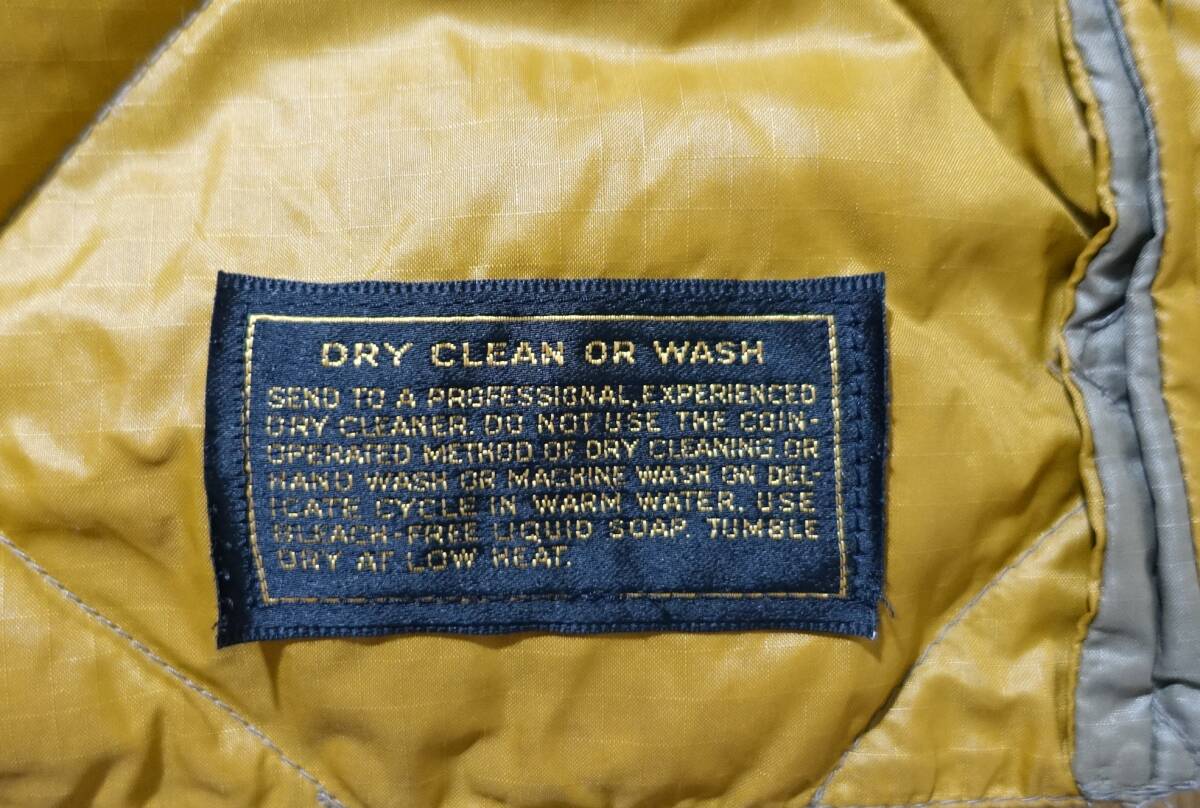 DRY CLEAN OR WASH
SEND TO A PROFESSIONAL, EXPERIENCED
DRY CLEANER. DO NOT USE THE COIN-
OPERATED METHOD OF DRY CLEANING. OR
HAND WASH OR MACHINE WASH ON DEL-
ICATE CYCLE IN WARM WATER. USE
BLEACH-FREE LIQUID SOAP. TUMBLE
DRY AT LOW HEAT.